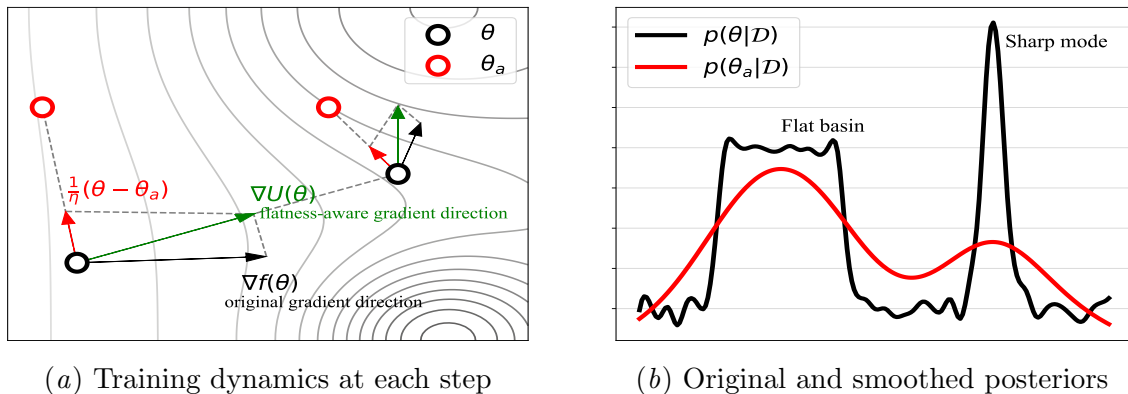 θ
θₐ
1/η(θ − θₐ)
∇U(θ)
flatness-aware gradient direction
∇f(θ)
original gradient direction
(a) Training dynamics at each step
p(θ|𝒟)
p(θₐ|𝒟)
Sharp mode
Flat basin
(b) Original and smoothed posteriors